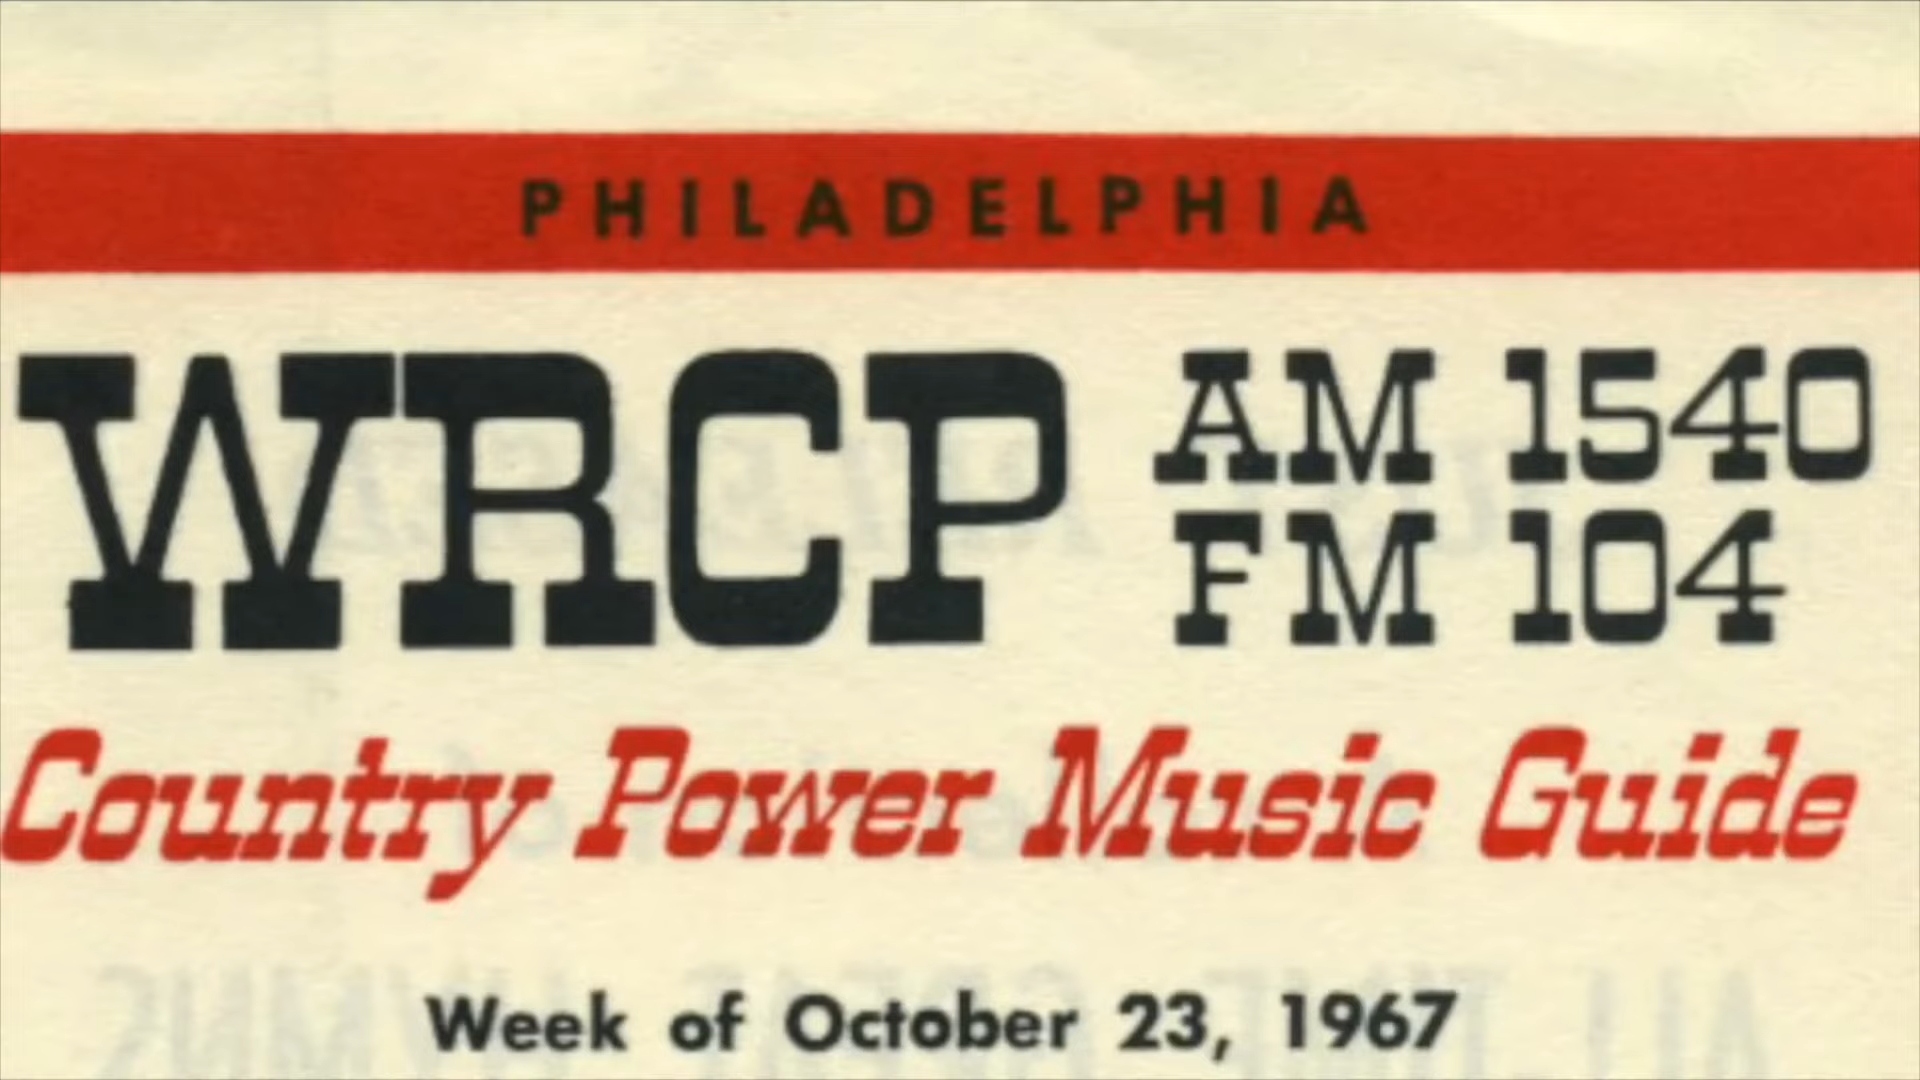 PHILADELPHIA
WRCP
AM 1540
FM 104
Country Power Music Guide
Week of October 23, 1967